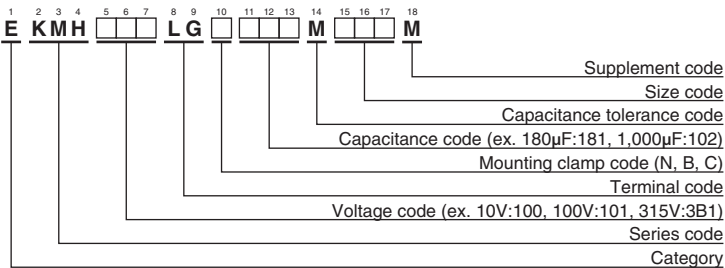 1 2 3 4 5 6 7 8 9 10 11 12 13 14 15 16 17 18
E KMH LG M M
Supplement code
Size code
Capacitance tolerance code
Capacitance code (ex. 180μF:181, 1,000μF:102)
Mounting clamp code (N, B, C)
Terminal code
Voltage code (ex. 10V:100, 100V:101, 315V:3B1)
Series code
Category